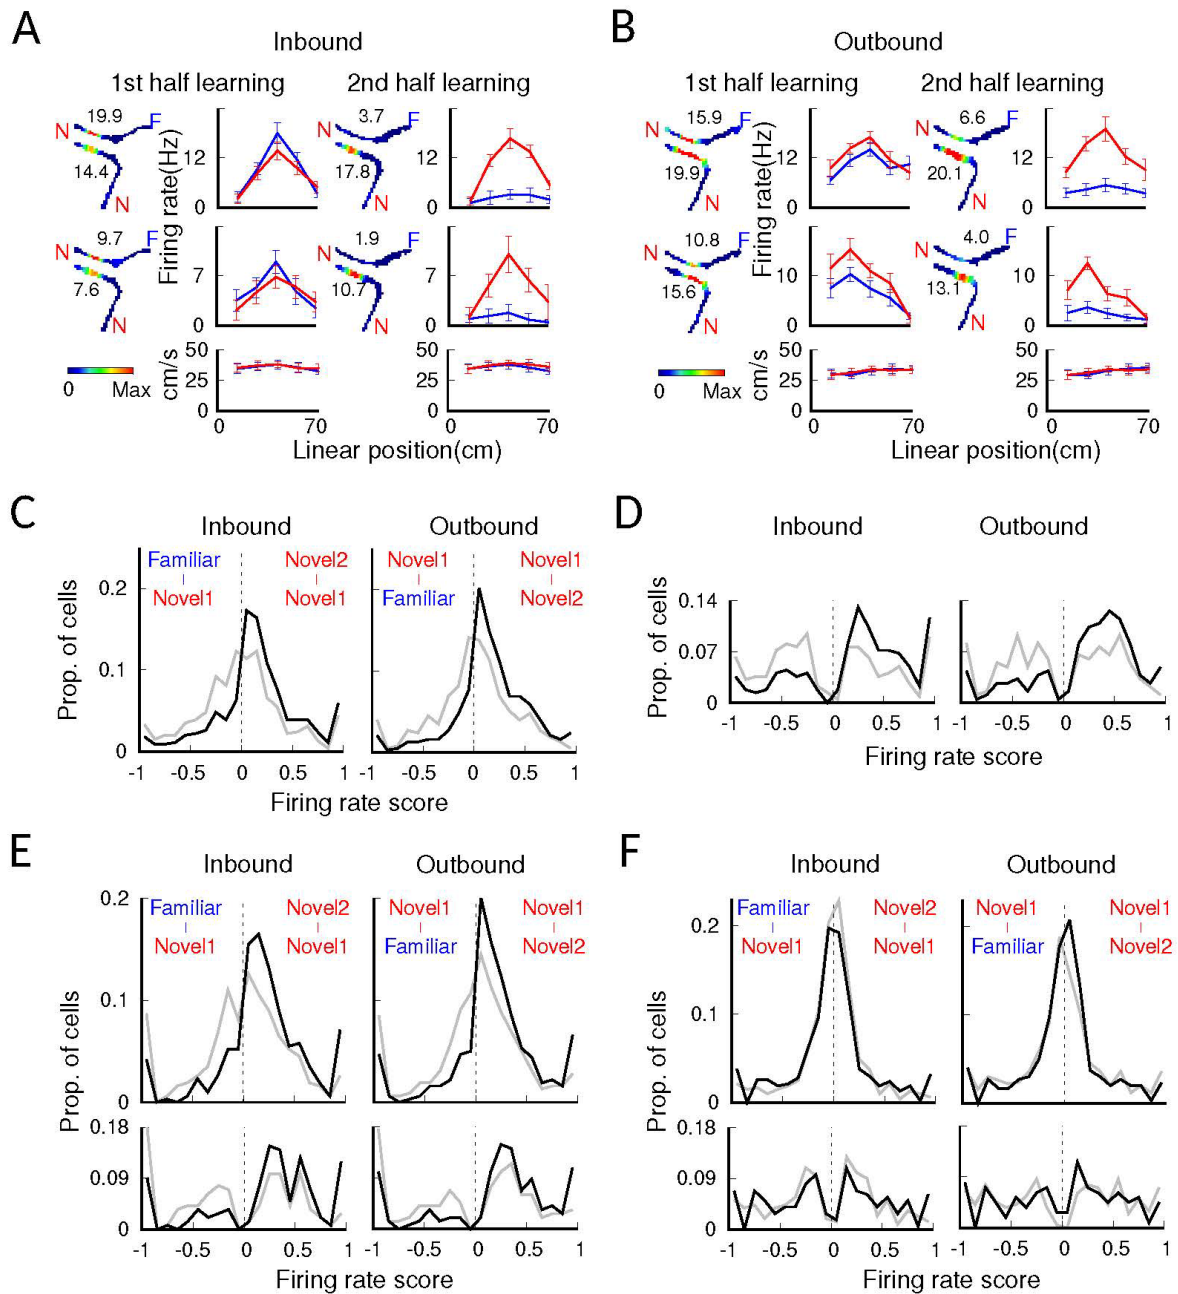 A
B
Inbound
Outbound
1st half learning
2nd half learning
1st half learning
2nd half learning
19.9
N
F
14.4
N
Firing rate(Hz)
12
0
3.7
17.8
12
0
15.9
N
F
19.9
N
Firing rate(Hz)
12
0
6.6
20.1
12
0
9.7
N
F
7.6
N
7
0
1.9
10.7
7
0
10.8
N
F
15.6
N
10
0
4.0
13.1
10
0
0
Max
cm/s
50
25
0
50
25
0
0
70
0
70
Linear position(cm)
0
Max
cm/s
50
25
0
50
25
0
0
70
0
70
Linear position(cm)
C
Inbound
Outbound
Familiar
Novel1
Novel2
Novel1
Novel1
Familiar
Novel1
Novel2
Prop. of cells
0.2
0.1
0
-1
-0.5
0
0.5
1
-1
-0.5
0
0.5
1
Firing rate score
D
Inbound
Outbound
Prop. of cells
0.14
0.07
0
-1
-0.5
0
0.5
1
-1
-0.5
0
0.5
1
Firing rate score
E
Inbound
Outbound
Familiar
Novel1
Novel2
Novel1
Novel1
Familiar
Novel1
Novel2
Prop. of cells
0.2
0.1
0
0.18
0.09
0
-1
-0.5
0
0.5
1
-1
-0.5
0
0.5
1
Firing rate score
F
Inbound
Outbound
Familiar
Novel1
Novel2
Novel1
Novel1
Familiar
Novel1
Novel2
Prop. of cells
0.2
0.1
0
0.18
0.09
0
-1
-0.5
0
0.5
1
-1
-0.5
0
0.5
1
Firing rate score